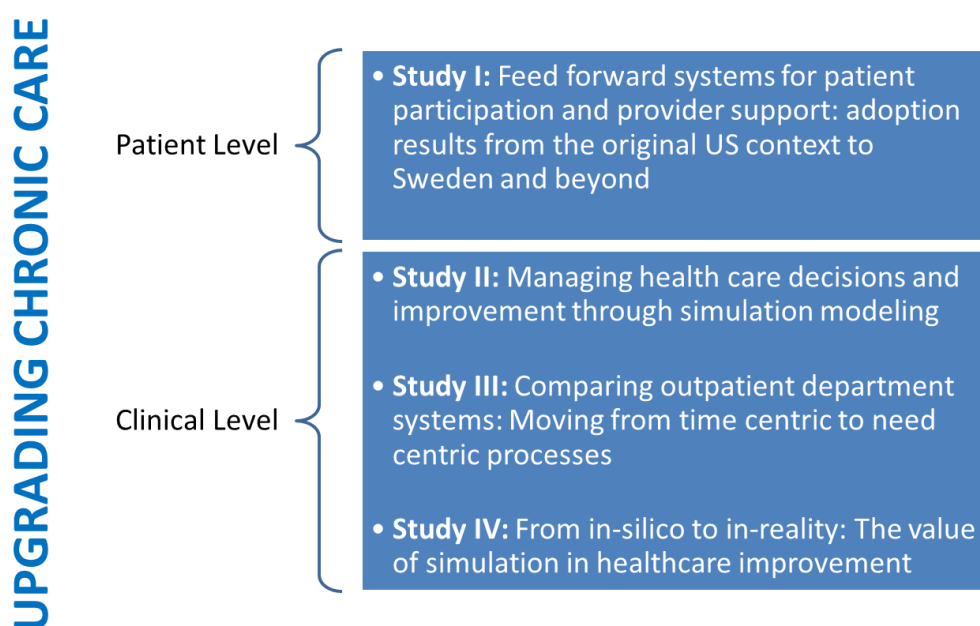 UPGRADING CHRONIC CARE
Patient Level
• Study I: Feed forward systems for patient
participation and provider support: adoption
results from the original US context to
Sweden and beyond
Clinical Level
• Study II: Managing health care decisions and
improvement through simulation modeling
• Study III: Comparing outpatient department
systems: Moving from time centric to need
centric processes
• Study IV: From in-silico to in-reality: The value
of simulation in healthcare improvement